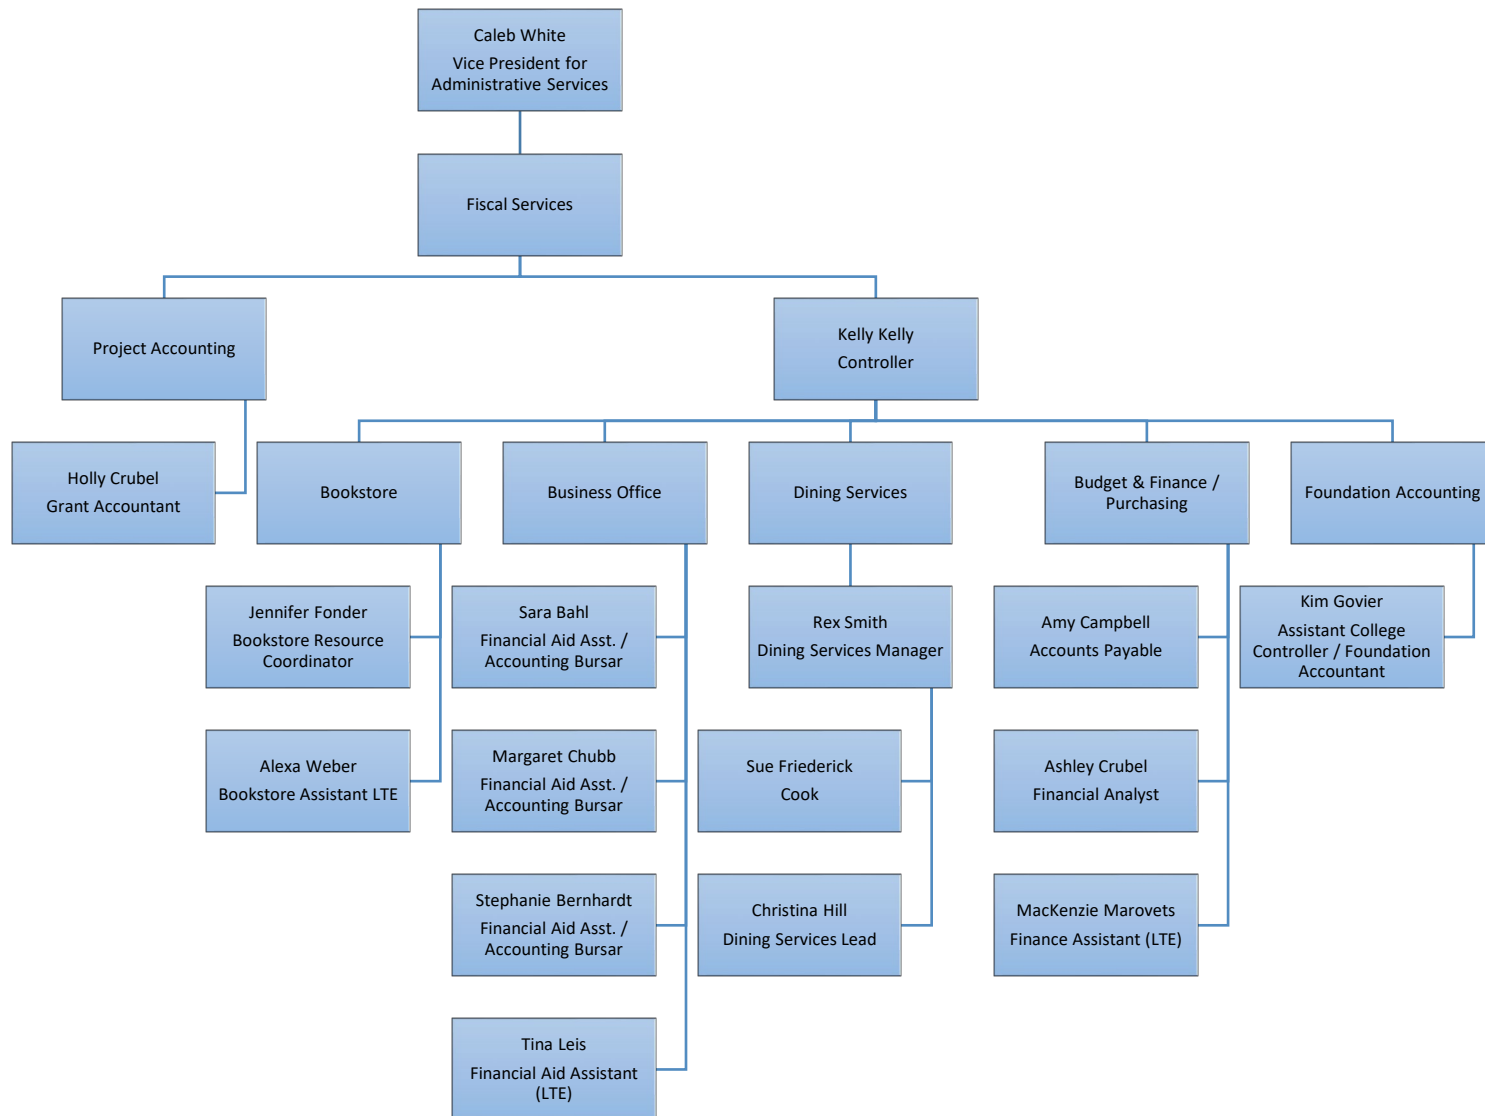 Caleb White
Vice President for
Administrative Services
Fiscal Services
Project Accounting
Kelly Kelly
Controller
Holly Crubel
Grant Accountant
Bookstore
Business Office
Dining Services
Budget & Finance /
Purchasing
Foundation Accounting
Jennifer Fonder
Bookstore Resource
Coordinator
Sara Bahl
Financial Aid Asst. /
Accounting Bursar
Rex Smith
Dining Services Manager
Amy Campbell
Accounts Payable
Kim Govier
Assistant College
Controller / Foundation
Accountant
Alexa Weber
Bookstore Assistant LTE
Margaret Chubb
Financial Aid Asst. /
Accounting Bursar
Sue Friederick
Cook
Ashley Crubel
Financial Analyst
Stephanie Bernhardt
Financial Aid Asst. /
Accounting Bursar
Christina Hill
Dining Services Lead
MacKenzie Marovets
Finance Assistant (LTE)
Tina Leis
Financial Aid Assistant
(LTE)